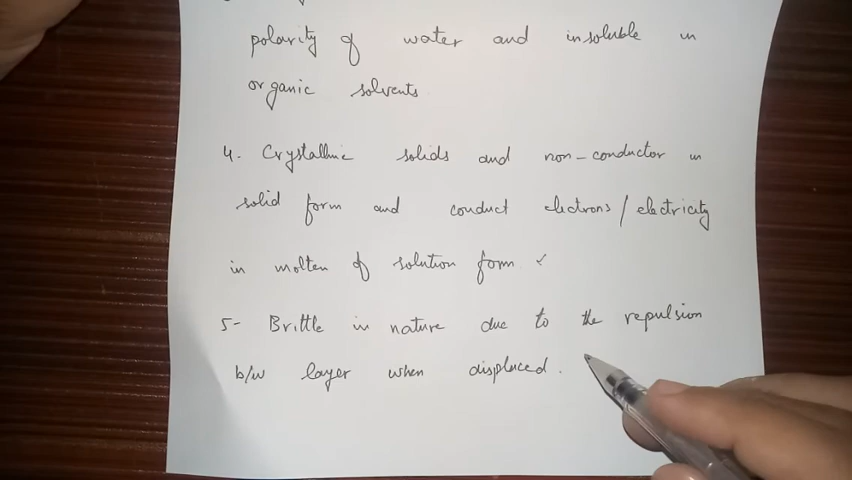 polarity of water and insoluble in
organic solvents
4. Crystalline solids and non-conductor in
solid form and conduct electrons/electricity
in molten of solution form
5- Brittle in nature due to the repulsion
b/w layer when displaced.